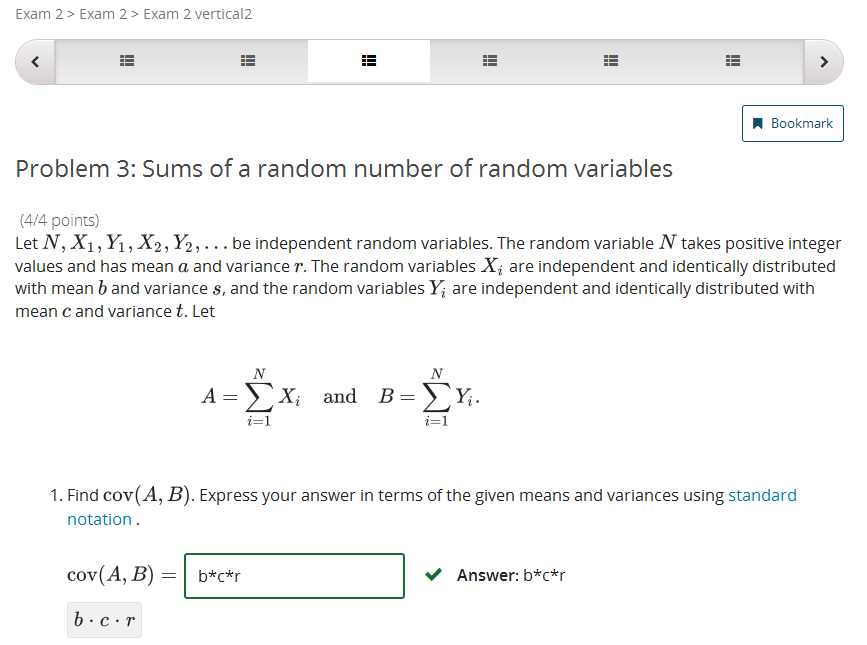 Exam 2 > Exam 2 > Exam 2 vertical2
Bookmark
Problem 3: Sums of a random number of random variables
(4/4 points)
Let N, X₁, Y₁, X₂, Y₂, . . . be independent random variables. The random variable N takes positive integer
values and has mean a and variance r. The random variables Xᵢ are independent and identically distributed
with mean b and variance s, and the random variables Yᵢ are independent and identically distributed with
mean c and variance t. Let
A = ∑_{i=1}^{N} Xᵢ and B = ∑_{i=1}^{N} Yᵢ.
1. Find cov(A, B). Express your answer in terms of the given means and variances using standard
notation .
cov(A, B) = b*c*r ✔ Answer: b*c*r
b · c · r